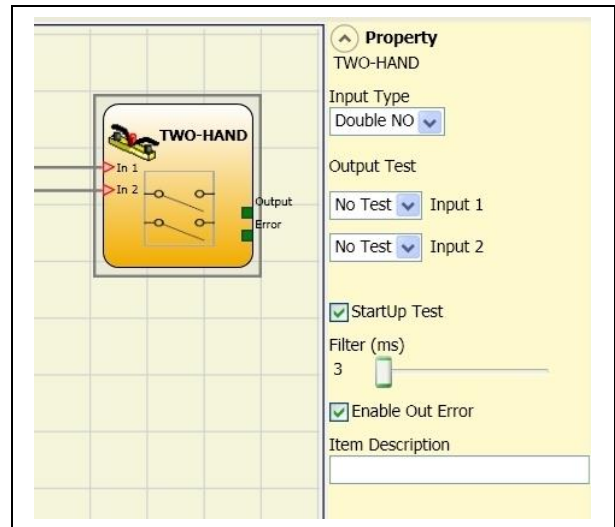 TWO-HAND
In 1
In 2
Output
Error
Property
TWO-HAND
Input Type
Double NO
Output Test
No Test Input 1
No Test Input 2
StartUp Test
Filter (ms)
3
Enable Out Error
Item Description